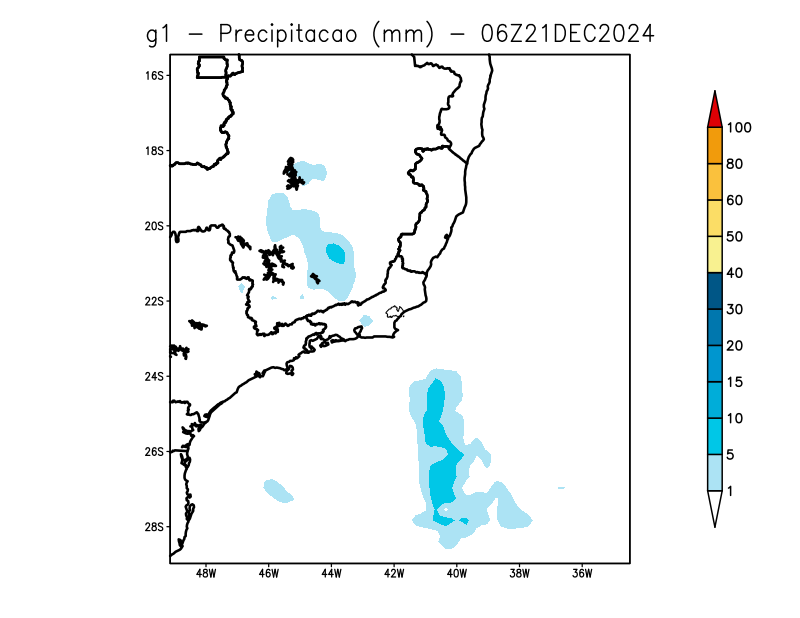 g1 – Precipitacao (mm) – 06Z21DEC2024
16S
18S
20S
22S
24S
26S
28S
48W 46W 44W 42W 40W 38W 36W
100
80
60
50
40
30
20
15
10
5
1